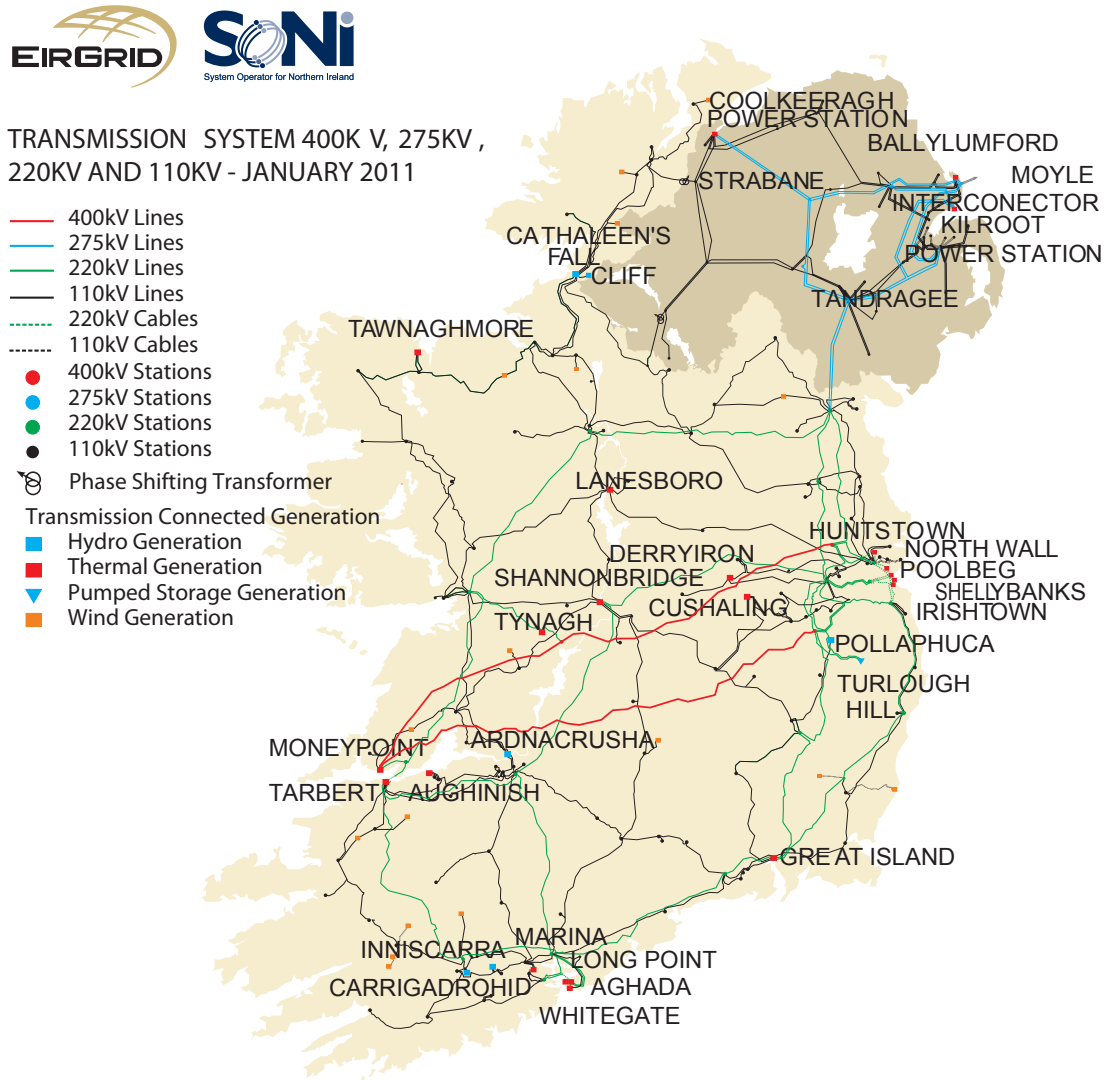 EIRGRID
SONi
System Operator for Northern Ireland
TRANSMISSION SYSTEM 400K V, 275KV ,
220KV AND 110KV - JANUARY 2011
400kV Lines
275kV Lines
220kV Lines
110kV Lines
220kV Cables
110kV Cables
400kV Stations
275kV Stations
220kV Stations
110kV Stations
Phase Shifting Transformer
Transmission Connected Generation
Hydro Generation
Thermal Generation
Pumped Storage Generation
Wind Generation
COOLKEERAGH
POWER STATION
BALLYLUMFORD
MOYLE
STRABANE
INTERCONECTOR
KILROOT
CATHALEEN'S
FALL
POWER STATION
CLIFF
TANDRAGEE
TAWNAGHMORE
LANESBORO
HUNTSTOWN
DERRYIRON
NORTH WALL
SHANNONBRIDGE
POOLBEG
SHELLYBANKS
CUSHALING
IRISHTOWN
TYNAGH
POLLAPHUCA
TURLOUGH
HILL
MONEYPOINT
ARDNACRUSHA
TARBERT
AUGHINISH
GREAT ISLAND
INNISCARRA
MARINA
LONG POINT
CARRIGADROHID
AGHADA
WHITEGATE